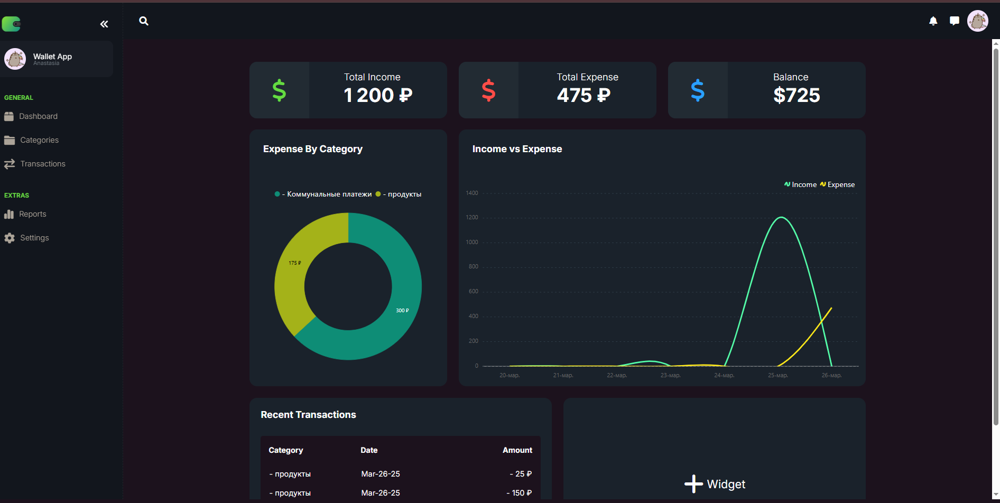 Wallet App
Anastasia
GENERAL
Dashboard
Categories
Transactions
EXTRAS
Reports
Settings
Total Income
1 200 ₽
Total Expense
475 ₽
Balance
$725
Expense By Category
- Коммунальные платежи - продукты
175 ₽
300 ₽
Income vs Expense
Income Expense
1400
1200
1000
800
600
400
200
0
20-мар. 21-мар. 22-мар. 23-мар. 24-мар. 25-мар. 26-мар.
Recent Transactions
Category Date Amount
- продукты Mar-26-25 - 25 ₽
- продукты Mar-26-25 - 150 ₽
Widget